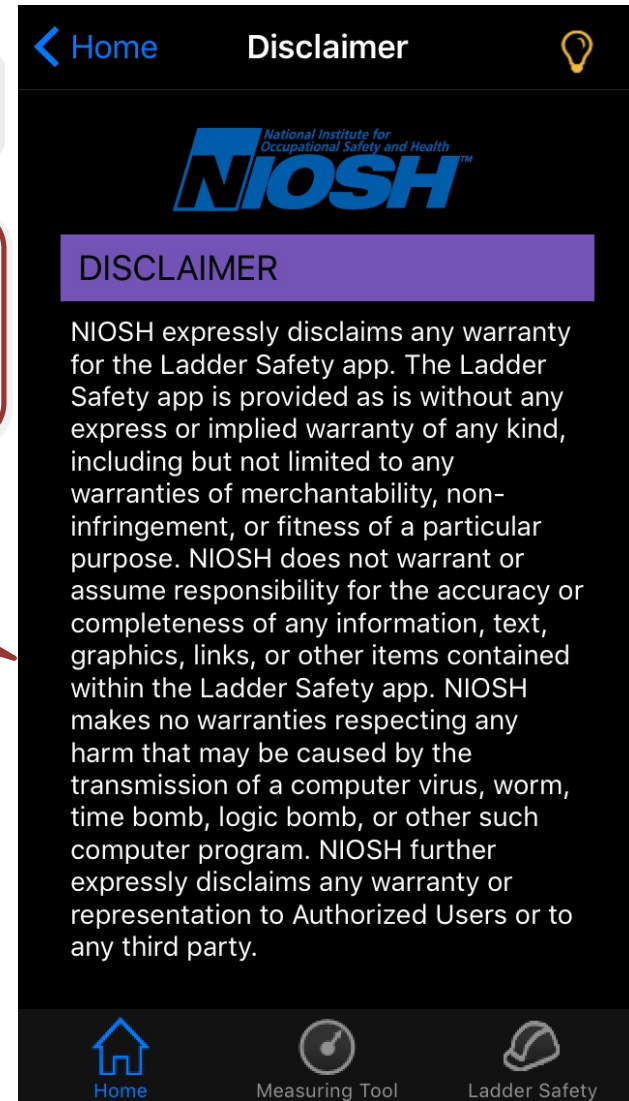 Home
Disclaimer
National Institute for
Occupational Safety and Health
NIOSH™
DISCLAIMER
NIOSH expressly disclaims any warranty
for the Ladder Safety app. The Ladder
Safety app is provided as is without any
express or implied warranty of any kind,
including but not limited to any
warranties of merchantability, non-
infringement, or fitness of a particular
purpose. NIOSH does not warrant or
assume responsibility for the accuracy or
completeness of any information, text,
graphics, links, or other items contained
within the Ladder Safety app. NIOSH
makes no warranties respecting any
harm that may be caused by the
transmission of a computer virus, worm,
time bomb, logic bomb, or other such
computer program. NIOSH further
expressly disclaims any warranty or
representation to Authorized Users or to
any third party.
Home
Measuring Tool
Ladder Safety